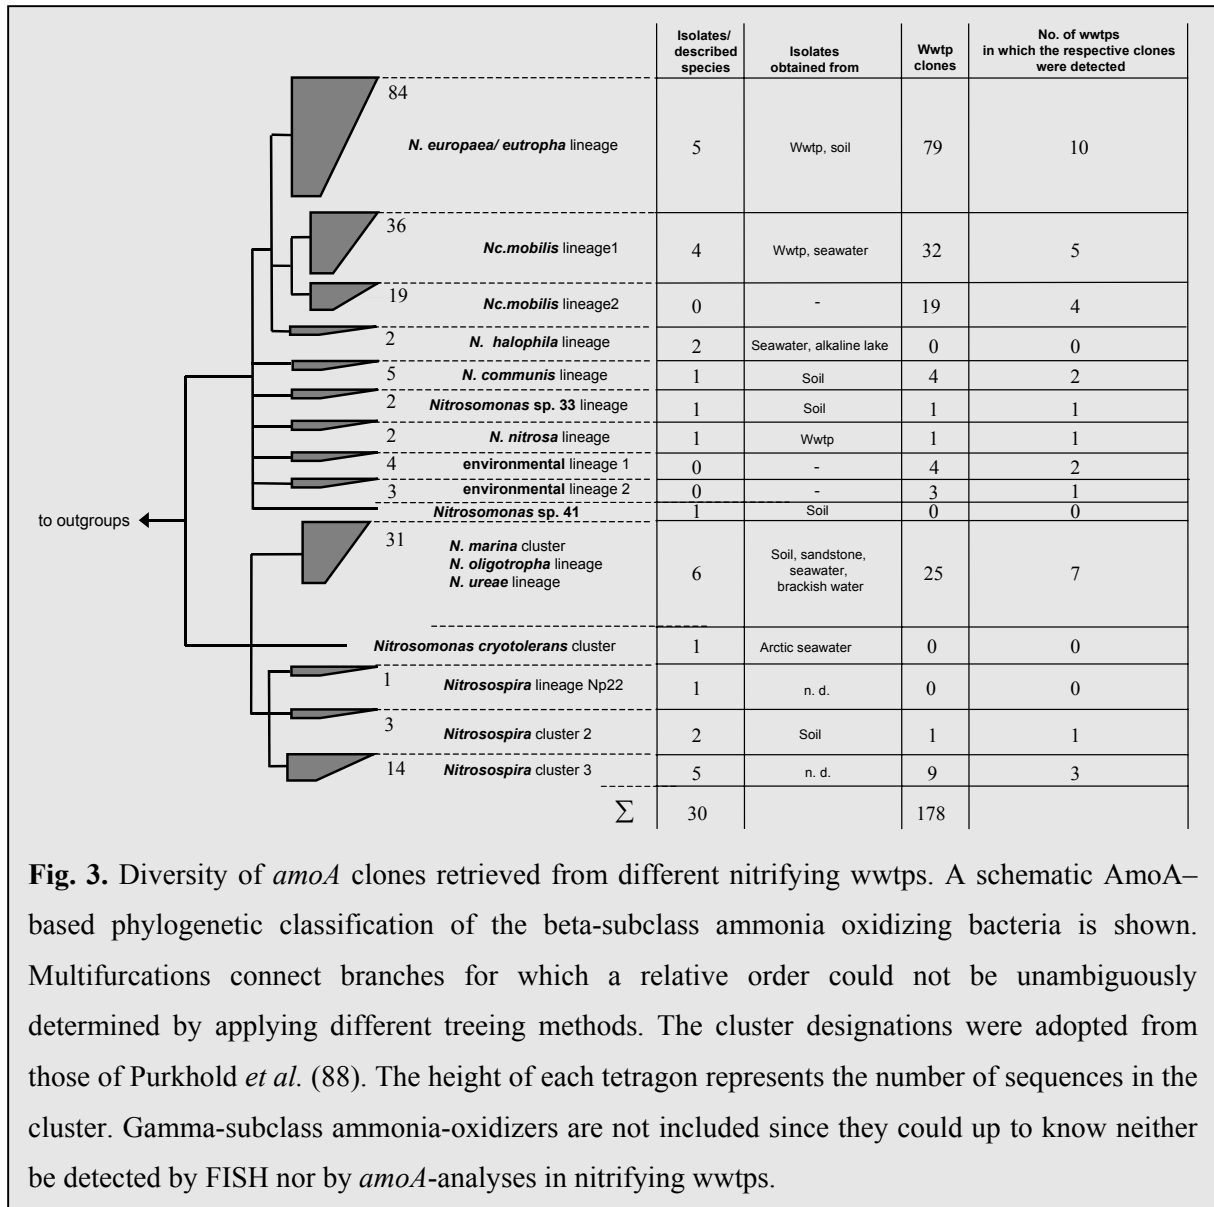 Isolates/ described species | Isolates obtained from | Wwtp clones | No. of wwtps in which the respective clones were detected
84 N. europaea/ eutropha lineage 5 Wwtp, soil 79 10
36 Nc.mobilis lineage1 4 Wwtp, seawater 32 5
19 Nc.mobilis lineage2 0 - 19 4
2 N. halophila lineage 2 Seawater, alkaline lake 0 0
5 N. communis lineage 1 Soil 4 2
2 Nitrosomonas sp. 33 lineage 1 Soil 1 1
2 N. nitrosa lineage 1 Wwtp 1 1
4 environmental lineage 1 0 - 4 2
3 environmental lineage 2 0 - 3 1
Nitrosomonas sp. 41 1 Soil 0 0
to outgroups
31 N. marina cluster
N. oligotropha lineage
N. ureae lineage
6 Soil, sandstone, seawater, brackish water 25 7
Nitrosomonas cryotolerans cluster 1 Arctic seawater 0 0
1 Nitrosospira lineage Np22 1 n. d. 0 0
3 Nitrosospira cluster 2 2 Soil 1 1
14 Nitrosospira cluster 3 5 n. d. 9 3
Σ 30 178
Fig. 3. Diversity of amoA clones retrieved from different nitrifying wwtps. A schematic AmoA–
based phylogenetic classification of the beta-subclass ammonia oxidizing bacteria is shown.
Multifurcations connect branches for which a relative order could not be unambiguously
determined by applying different treeing methods. The cluster designations were adopted from
those of Purkhold et al. (88). The height of each tetragon represents the number of sequences in the
cluster. Gamma-subclass ammonia-oxidizers are not included since they could up to know neither
be detected by FISH nor by amoA-analyses in nitrifying wwtps.